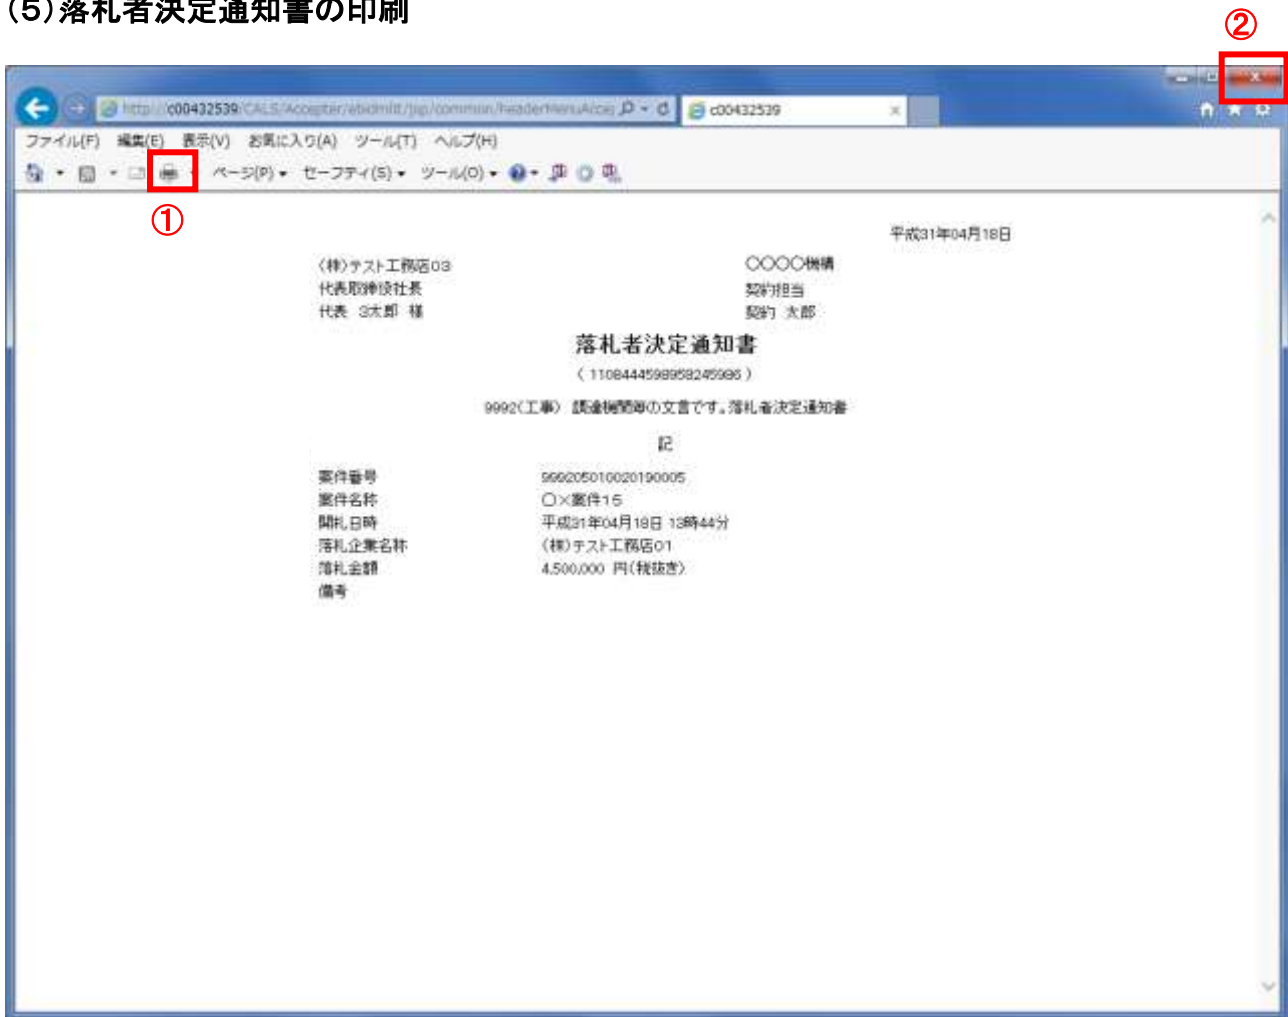 (5)落札者決定通知書の印刷
②
c00432539
c00432539
ファイル(F) 編集(E) 表示(V) お気に入り(A) ツール(T) ヘルプ(H)
ページ(P) セーフティ(S) ツール(O)
①
平成31年04月18日
(株)テスト工務店03
〇〇〇〇機構
代表取締役社長
契約担当
代表 3太郎 様
契約 太郎
落札者決定通知書
9992(工事) 調達機関毎の文言です。落札者決定通知書
記
案件番号 999205010020190005
案件名称 〇×案件15
開札日時 平成31年04月18日 13時44分
落札企業名称 (株)テスト工務店01
落札金額 4,500,000 円(税抜き)
備考